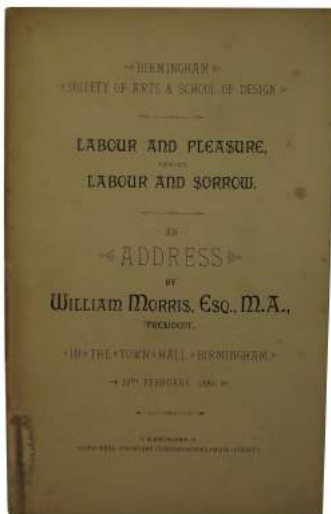 BIRMINGHAM
SOCIETY OF ARTS & SCHOOL OF DESIGN
LABOUR AND PLEASURE,
VERSUS
LABOUR AND SORROW.
AN
ADDRESS
BY
WILLIAM MORRIS, ESQ., M.A.,
PRESIDENT,
IN THE TOWN HALL, BIRMINGHAM,
19TH FEBRUARY, 1880.
BIRMINGHAM